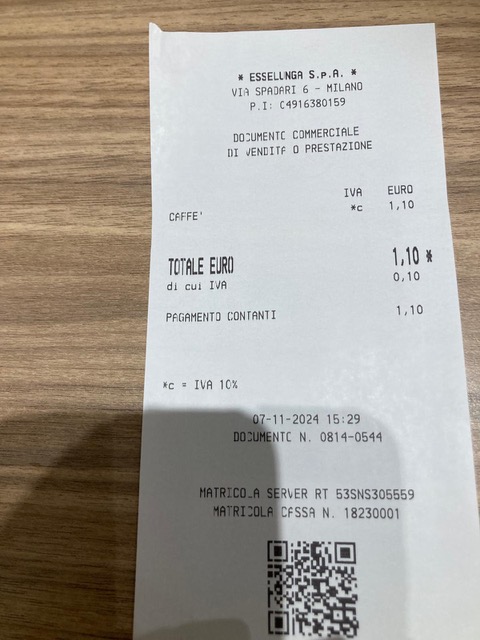 * ESSELUNGA S.p.A. *
VIA SPADARI 6 - MILANO
P.I: 04916380159
DOCUMENTO COMMERCIALE
DI VENDITA O PRESTAZIONE
IVA EURO
CAFFE' *c 1,10
TOTALE EURO 1,10 *
di cui IVA 0,10
PAGAMENTO CONTANTI 1,10
*c = IVA 10%
07-11-2024 15:29
DOCUMENTO N. 0814-0544
MATRICOLA SERVER RT 53SNS305559
MATRICOLA CASSA N. 18230001